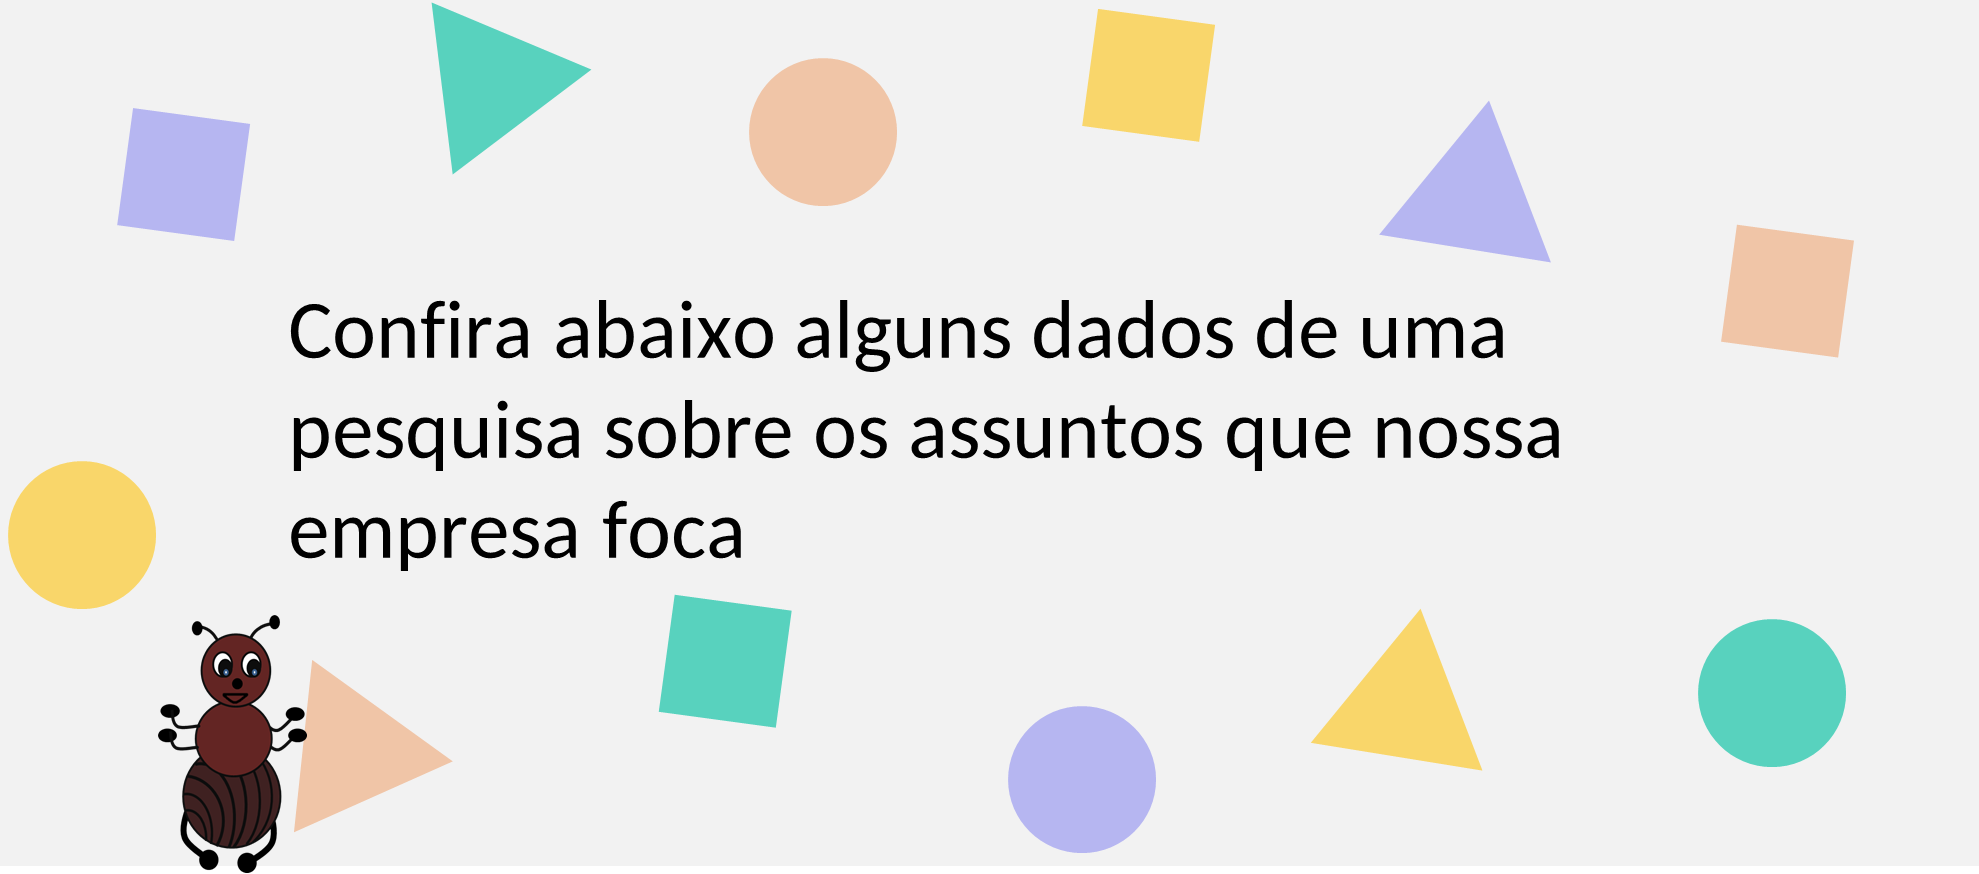 Confira abaixo alguns dados de uma
pesquisa sobre os assuntos que nossa
empresa foca